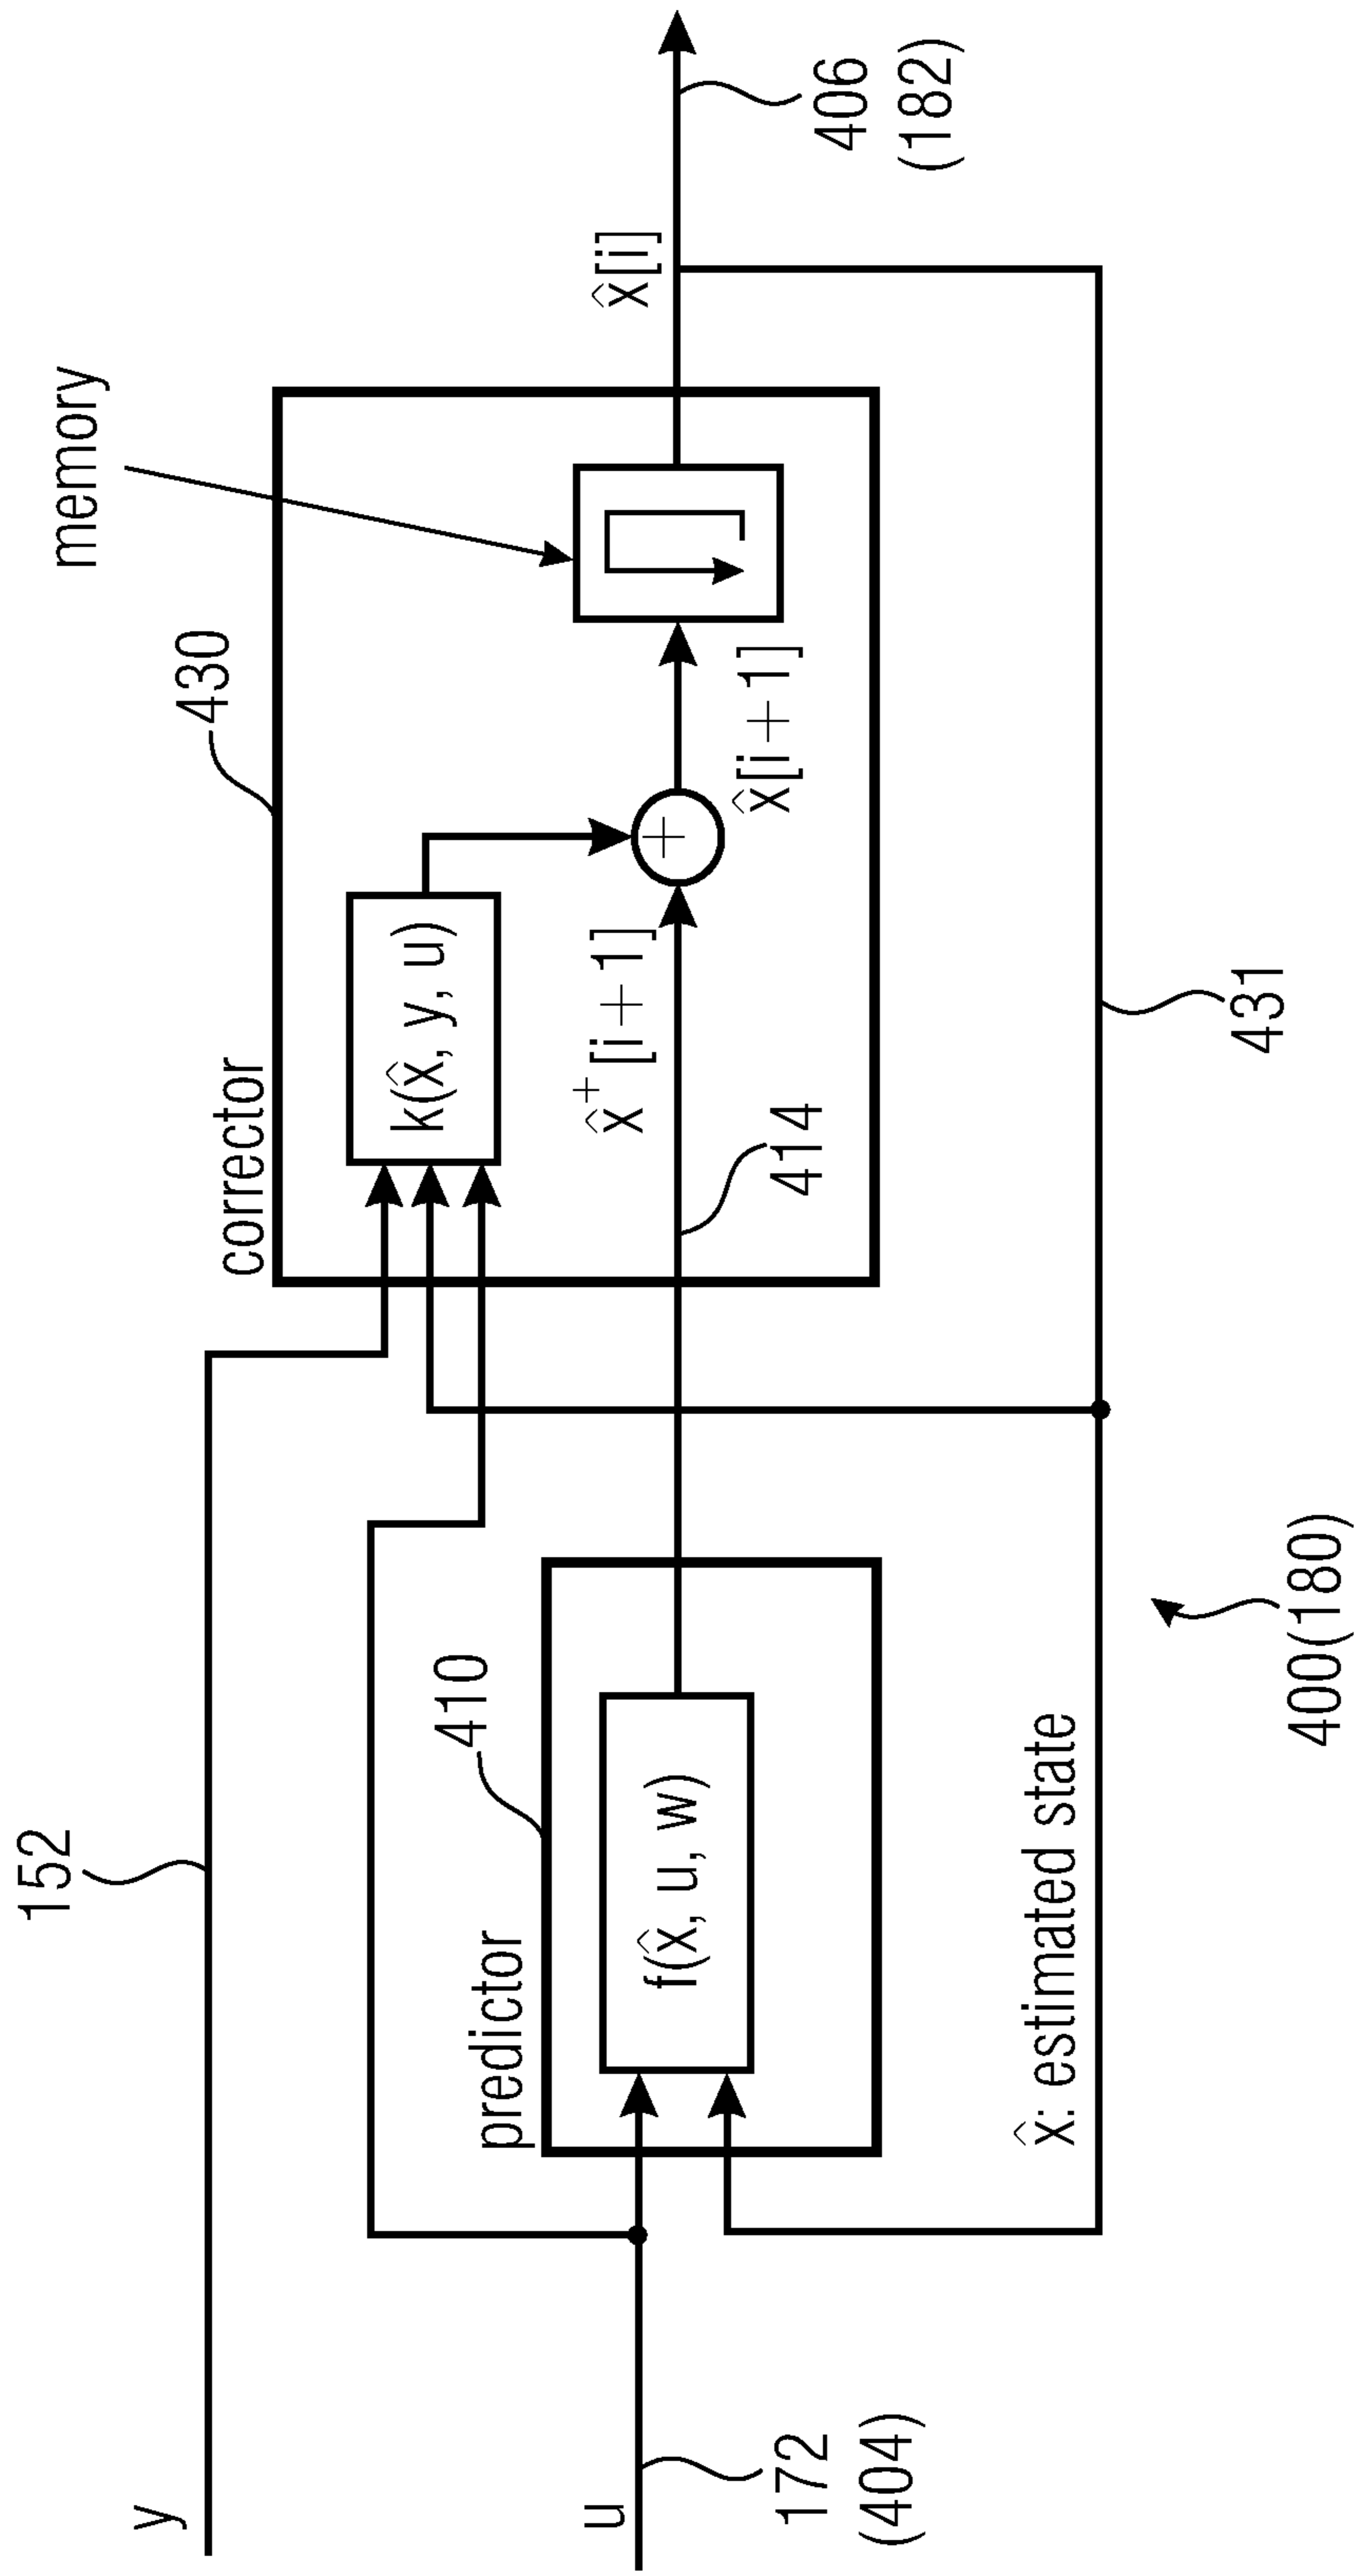 y
152
u
172
(404)
predictor
410
f(x̂, u, w)
x̂: estimated state
400(180)
corrector
430
k(x̂, y, u)
x̂⁺[i+1]
414
+
x̂[i+1]
memory
x̂[i]
406
(182)
431